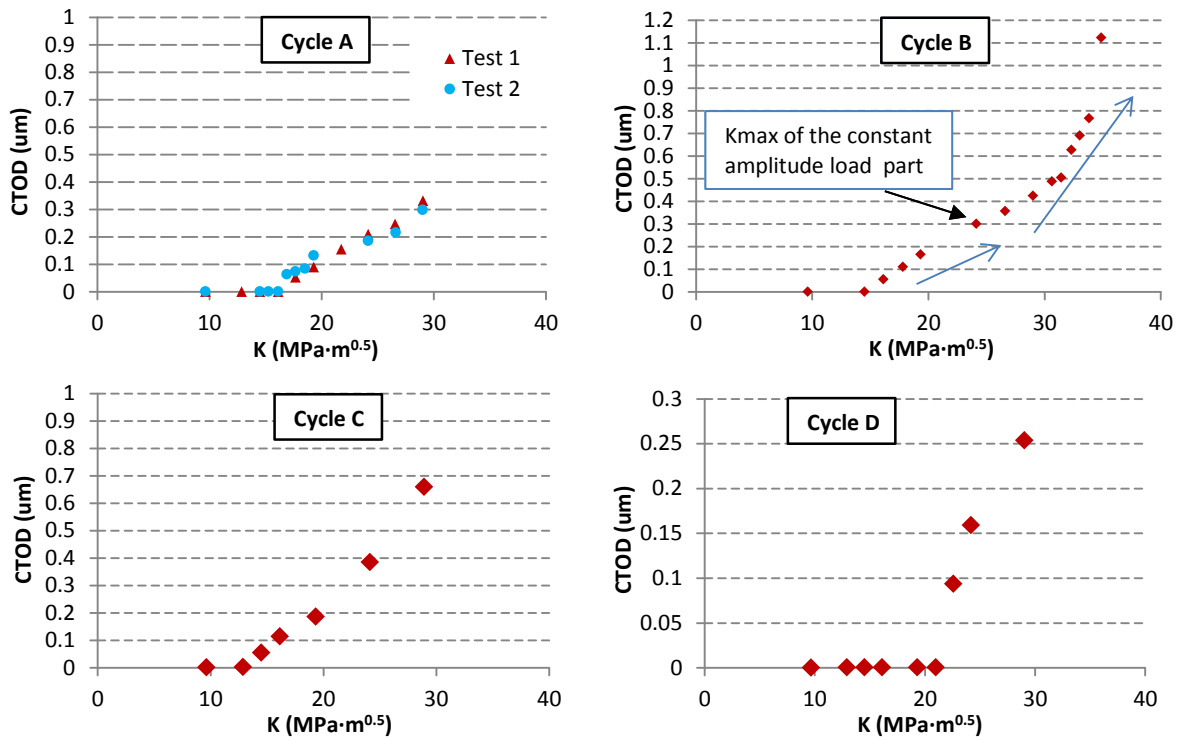 Cycle A
Test 1
Test 2
1
0.9
0.8
0.7
0.6
0.5
0.4
0.3
0.2
0.1
0
CTOD (um)
0 10 20 30 40
K (MPa·m0.5)
Cycle B
Kmax of the constant
amplitude load part
1.2
1.1
1
0.9
0.8
0.7
0.6
0.5
0.4
0.3
0.2
0.1
0
CTOD (um)
0 10 20 30 40
K (MPa·m0.5)
Cycle C
1
0.9
0.8
0.7
0.6
0.5
0.4
0.3
0.2
0.1
0
CTOD (um)
0 10 20 30 40
K (MPa·m0.5)
Cycle D
0.3
0.25
0.2
0.15
0.1
0.05
0
CTOD (um)
0 10 20 30 40
K (MPa·m0.5)